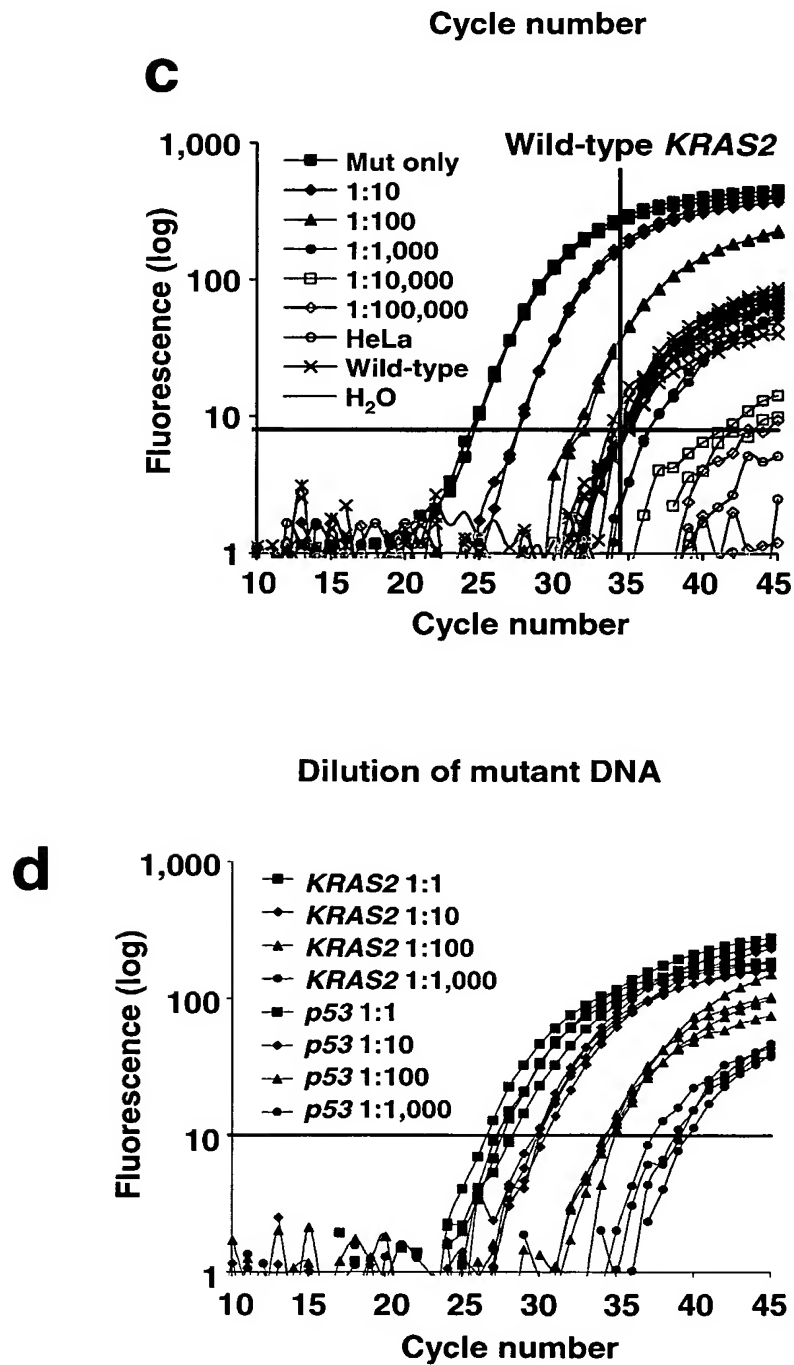 Cycle number
c
Wild-type KRAS2
1,000
100
10
1
Fluorescence (log)
Mut only
1:10
1:100
1:1,000
1:10,000
1:100,000
HeLa
Wild-type
H₂O
10 15 20 25 30 35 40 45
Cycle number
Dilution of mutant DNA
d
1,000
100
10
1
Fluorescence (log)
KRAS2 1:1
KRAS2 1:10
KRAS2 1:100
KRAS2 1:1,000
p53 1:1
p53 1:10
p53 1:100
p53 1:1,000
10 15 20 25 30 35 40 45
Cycle number